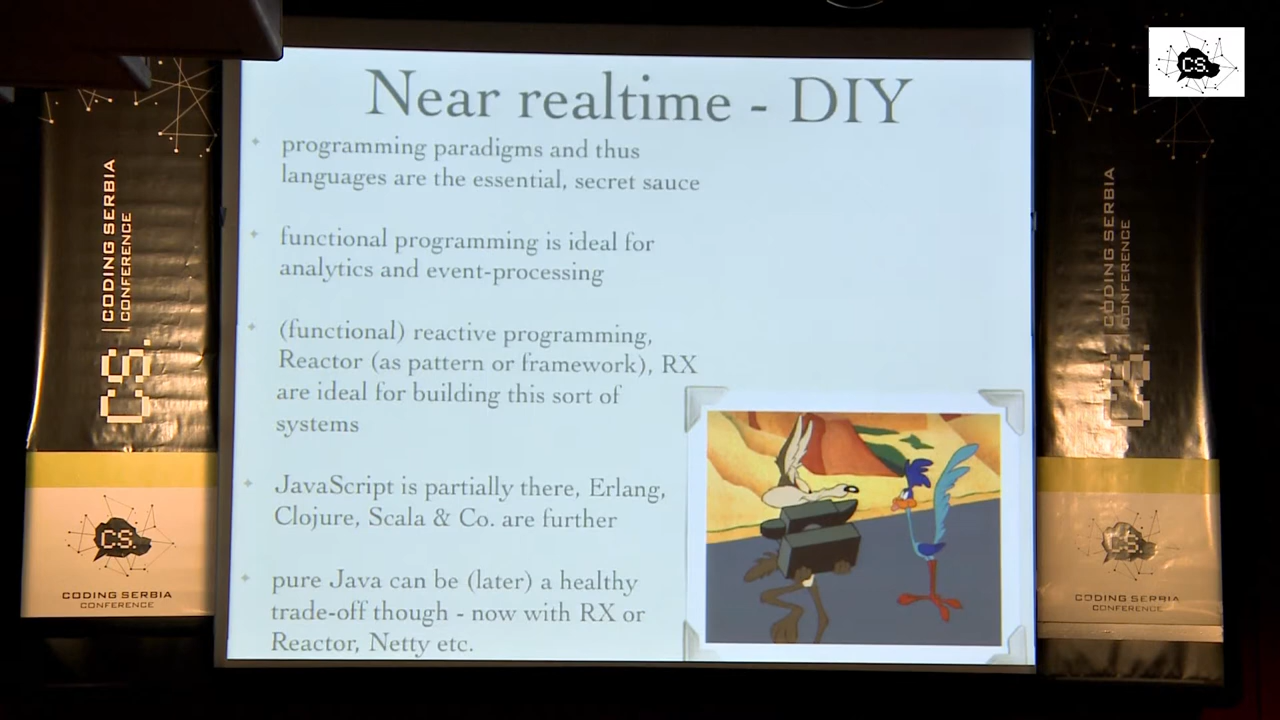 Near realtime - DIY
programming paradigms and thus
languages are the essential, secret sauce
functional programming is ideal for
analytics and event-processing
(functional) reactive programming,
Reactor (as pattern or framework), RX
are ideal for building this sort of
systems
JavaScript is partially there, Erlang,
Clojure, Scala & Co. are further
pure Java can be (later) a healthy
trade-off though - now with RX or
Reactor, Netty etc.
CS.
CODING SERBIA
CONFERENCE
CS.
CODING SERBIA
CONFERENCE
CS.
CODING SERBIA
CONFERENCE
CS.
CODING SERBIA
CONFERENCE
CS.